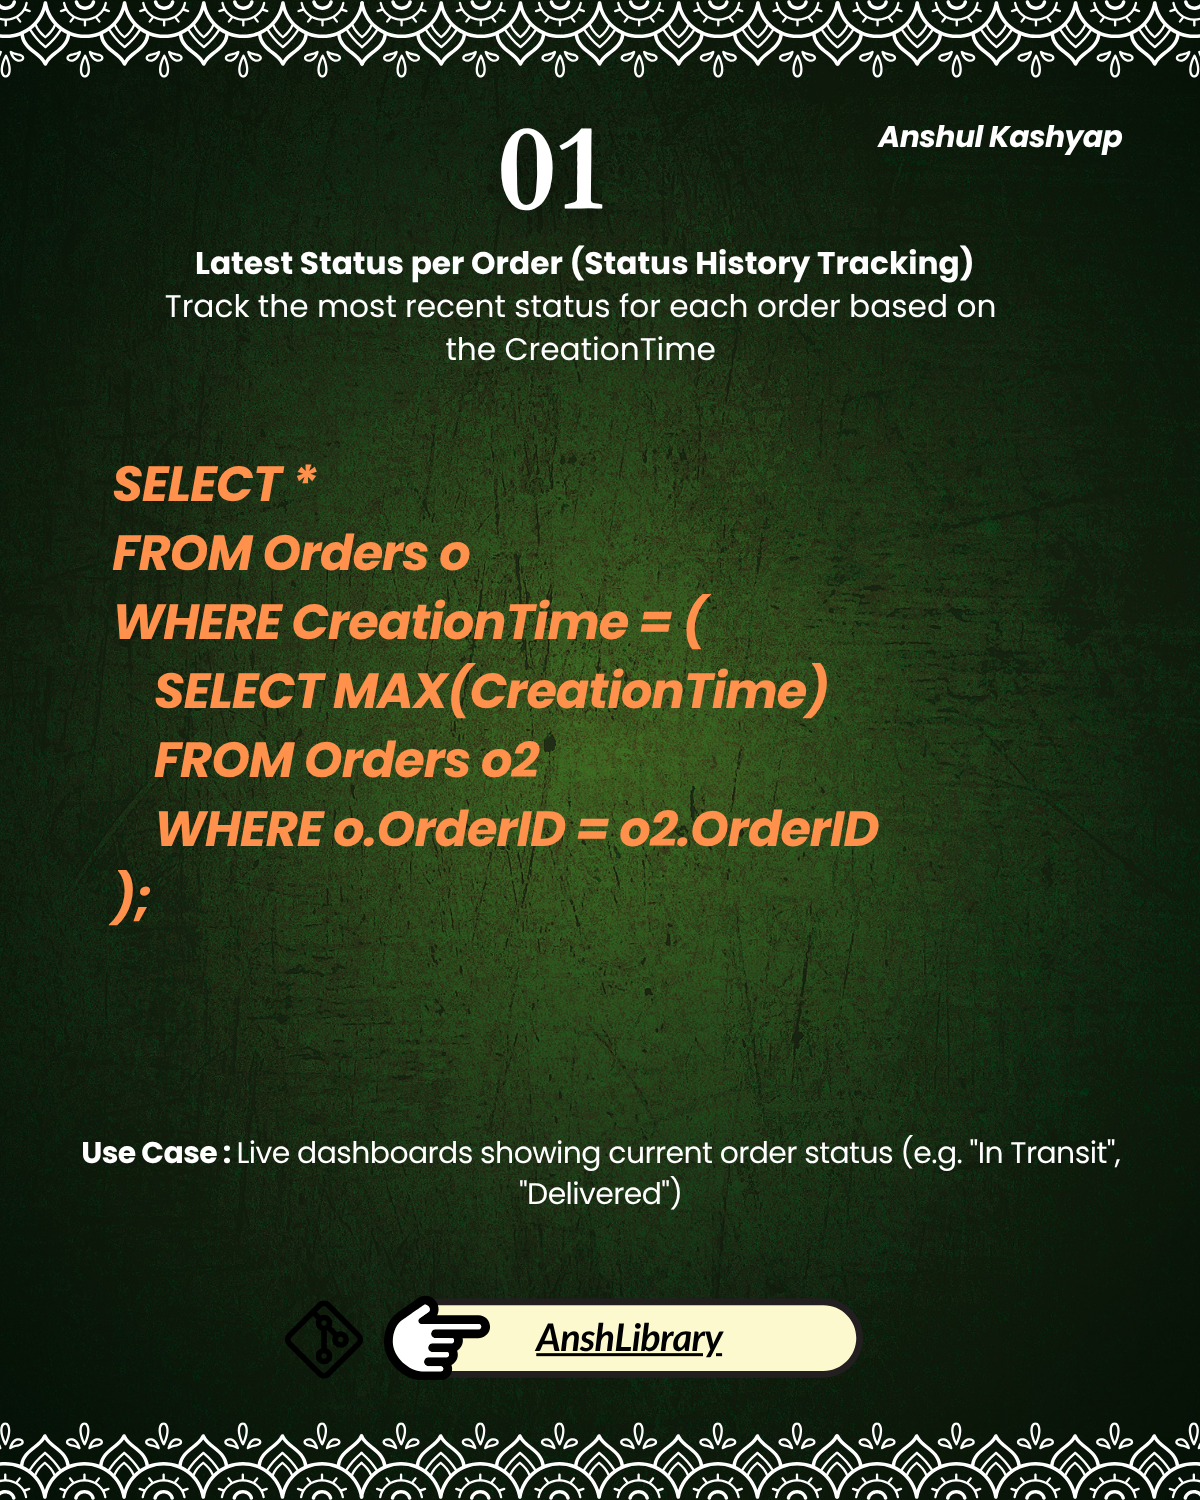 01
Anshul Kashyap
Latest Status per Order (Status History Tracking)
Track the most recent status for each order based on
the CreationTime
SELECT *
FROM Orders o
WHERE CreationTime = (
SELECT MAX(CreationTime)
FROM Orders o2
WHERE o.OrderID = o2.OrderID
);
Use Case : Live dashboards showing current order status (e.g. "In Transit",
"Delivered")
AnshLibrary